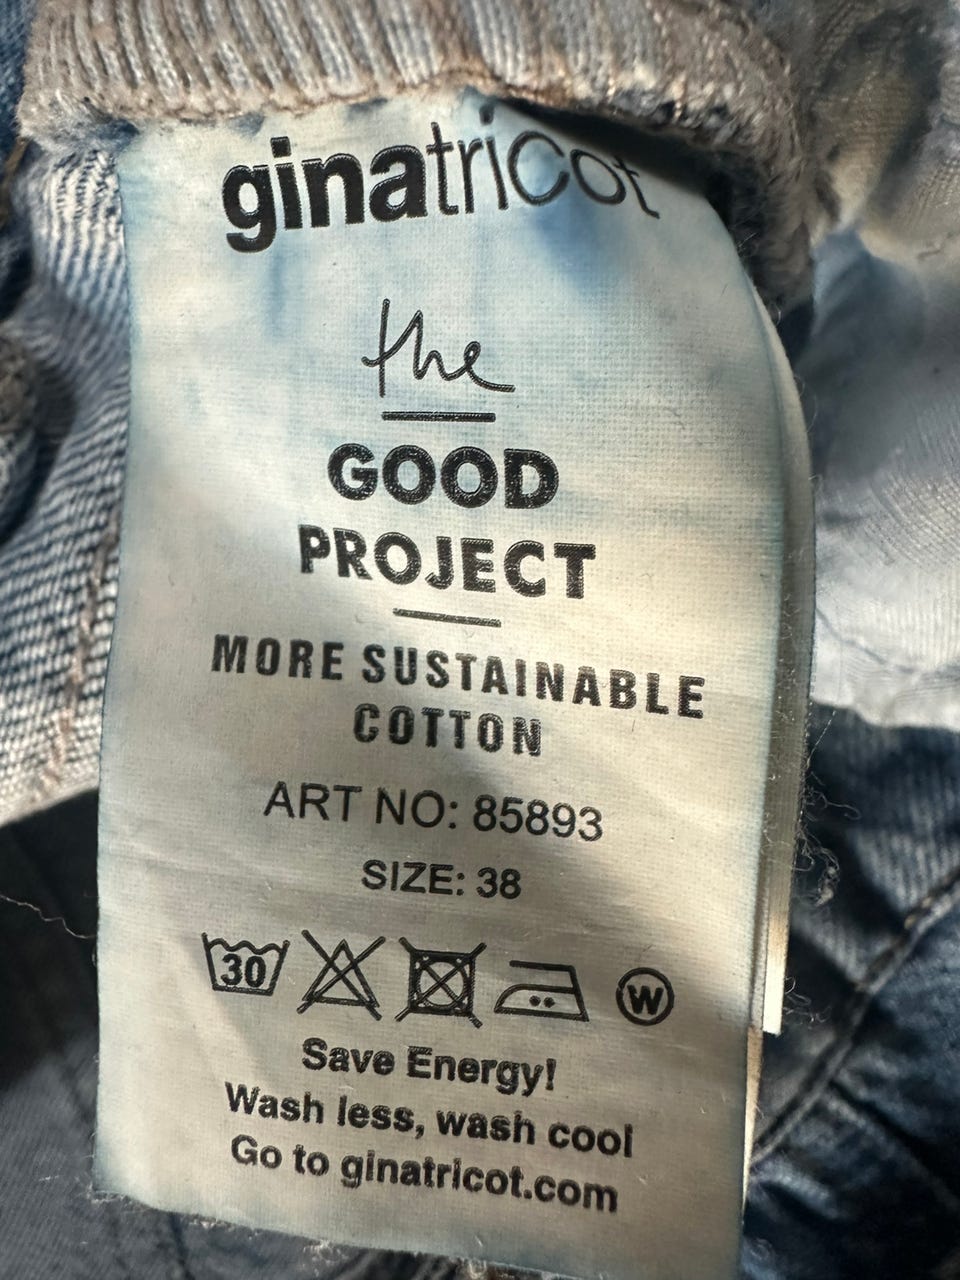 ginatricot
the
GOOD
PROJECT
MORE SUSTAINABLE
COTTON
ART NO: 85893
SIZE: 38
30 W
Save Energy!
Wash less, wash cool
Go to ginatricot.com